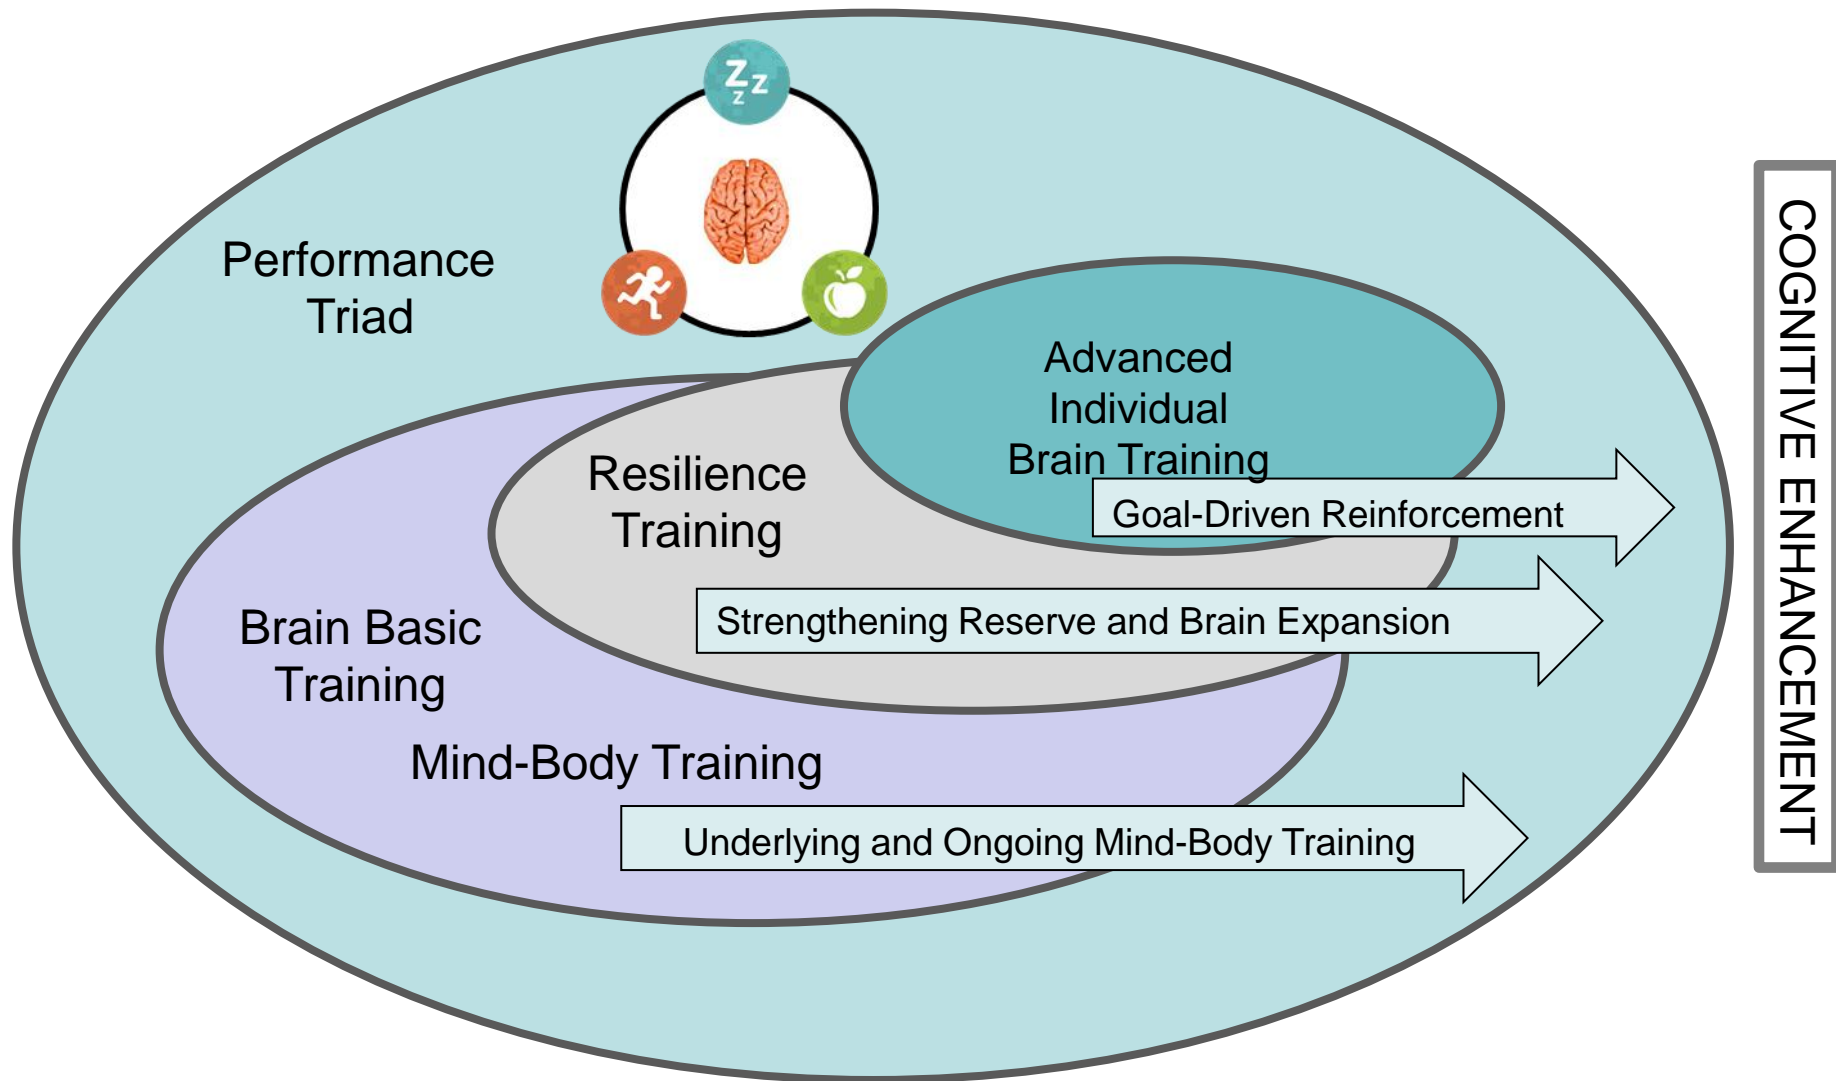 Z Z
z
Performance
Triad
Advanced
Individual
Brain Training
Resilience
Training
Goal-Driven Reinforcement
Brain Basic
Training
Strengthening Reserve and Brain Expansion
Mind-Body Training
Underlying and Ongoing Mind-Body Training
COGNITIVE ENHANCEMENT